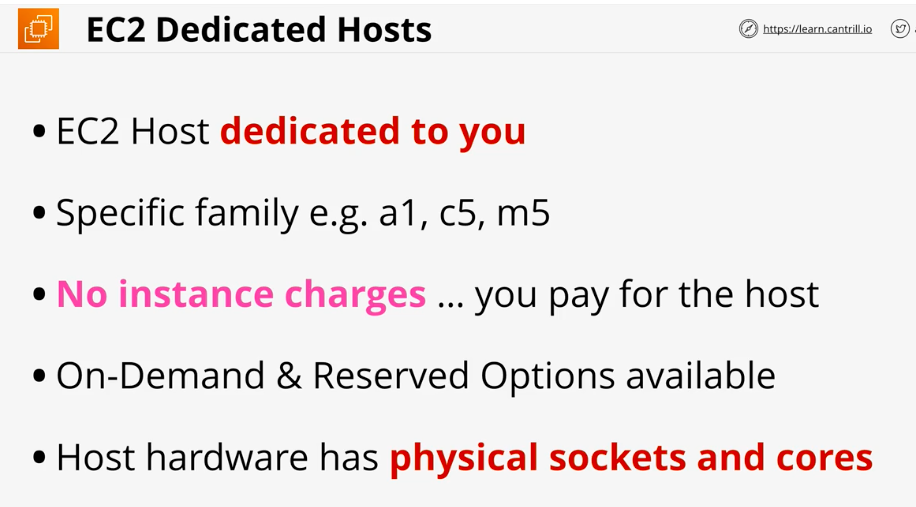 EC2 Dedicated Hosts
https://learn.cantrill.io
• EC2 Host dedicated to you
• Specific family e.g. a1, c5, m5
• No instance charges ... you pay for the host
• On-Demand & Reserved Options available
• Host hardware has physical sockets and cores